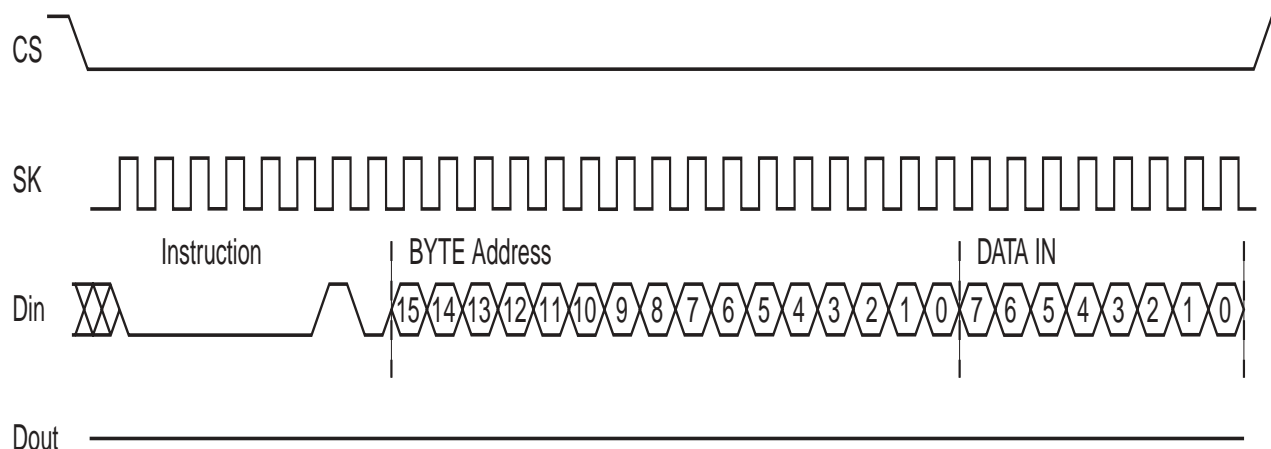 CS
SK
Instruction BYTE Address DATA IN
Din 15 14 13 12 11 10 9 8 7 6 5 4 3 2 1 0 7 6 5 4 3 2 1 0
Dout